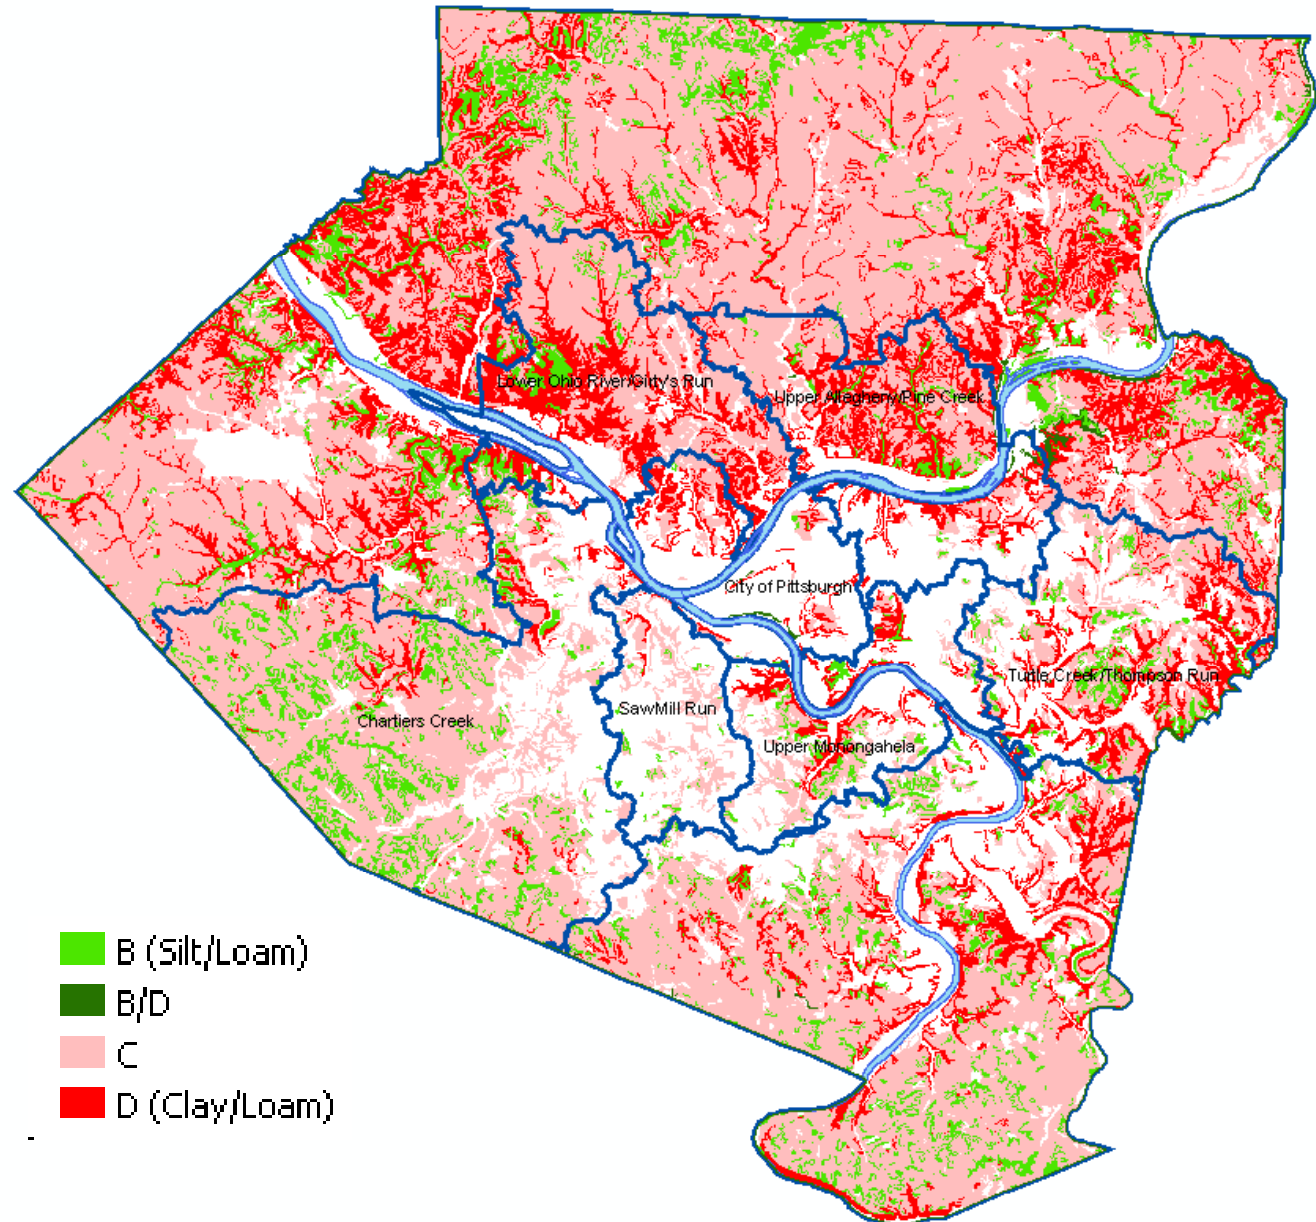 Lower Ohio River/Girty's Run
Upper Allegheny/Pine Creek
City of Pittsburgh
Turtle Creek/Thompson Run
SawMill Run
Chartiers Creek
Upper Monongahela
B (Silt/Loam)
B/D
C
D (Clay/Loam)
-